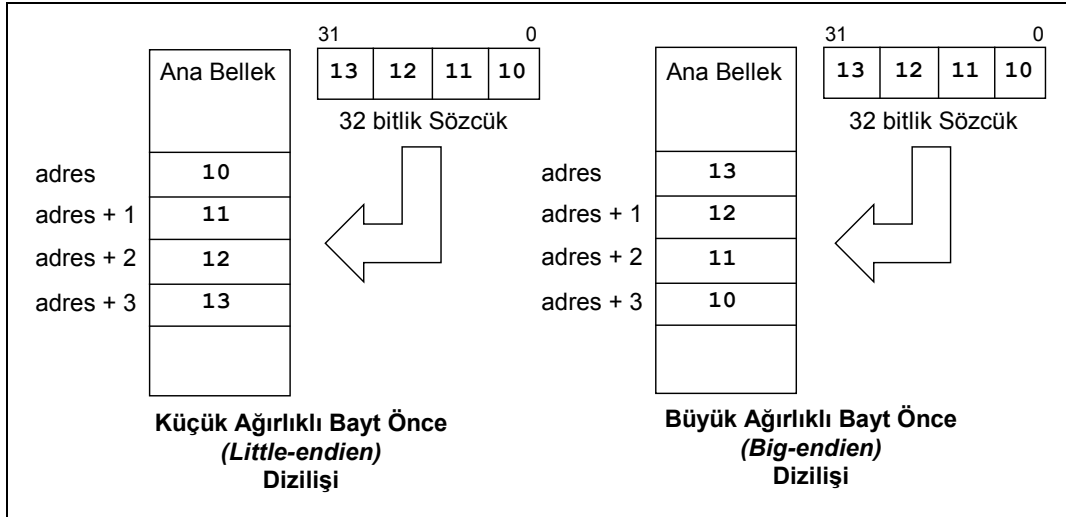 31 0
Ana Bellek
13 12 11 10
32 bitlik Sözcük
adres 10
adres + 1 11
adres + 2 12
adres + 3 13
Küçük Ağırlıklı Bayt Önce
(Little-endien)
Dizilişi
31 0
Ana Bellek
13 12 11 10
32 bitlik Sözcük
adres 13
adres + 1 12
adres + 2 11
adres + 3 10
Büyük Ağırlıklı Bayt Önce
(Big-endien)
Dizilişi